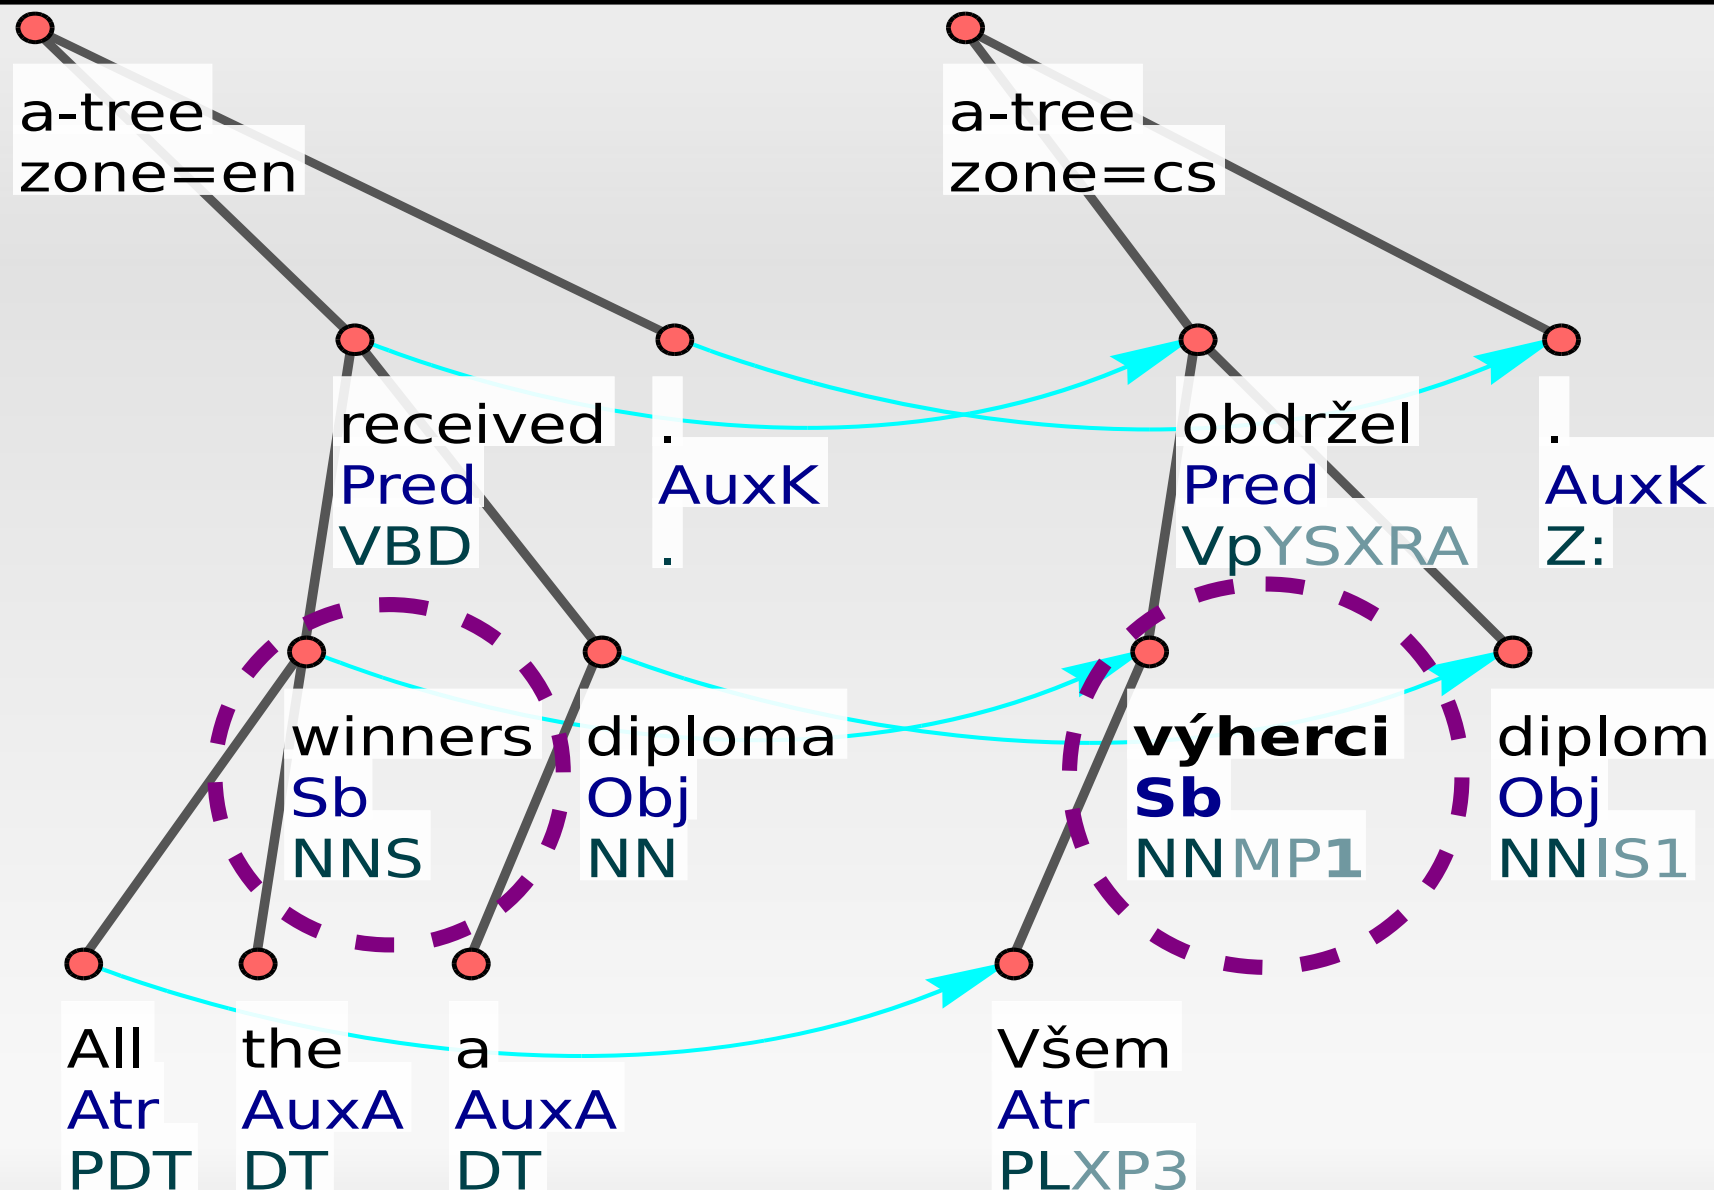 a-tree
zone=en
a-tree
zone=cs
received
Pred
VBD
.
AuxK
.
obdržel
Pred
VpYSXRA
.
AuxK
Z:
winners
Sb
NNS
diploma
Obj
NN
výherci
Sb
NNMP1
diplom
Obj
NNIS1
All
Atr
PDT
the
AuxA
DT
a
AuxA
DT
Všem
Atr
PLXP3